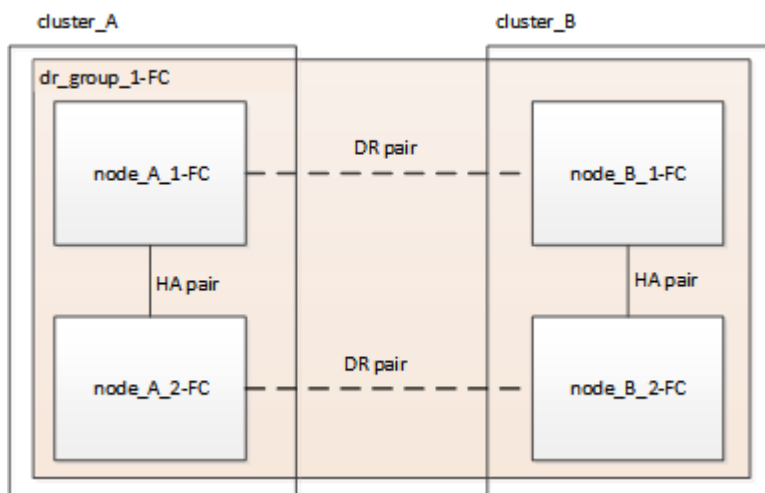 cluster_A
cluster_B
dr_group_1-FC
node_A_1-FC
DR pair
node_B_1-FC
HA pair
HA pair
node_A_2-FC
DR pair
node_B_2-FC